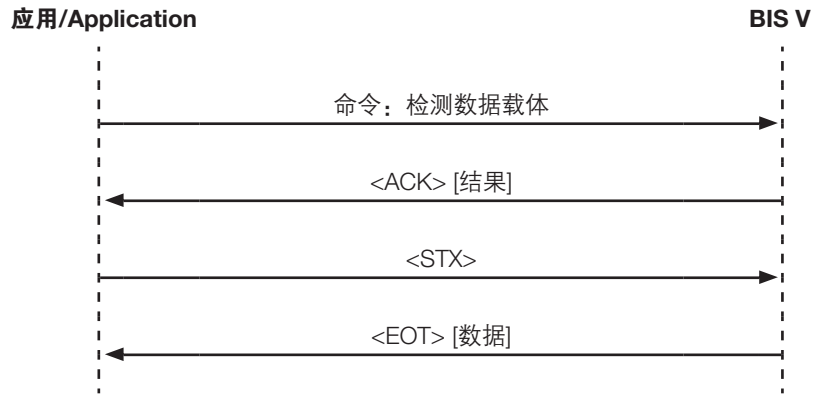 应用/Application BIS V
命令：检测数据载体
<ACK> [结果]
<STX>
<EOT> [数据]